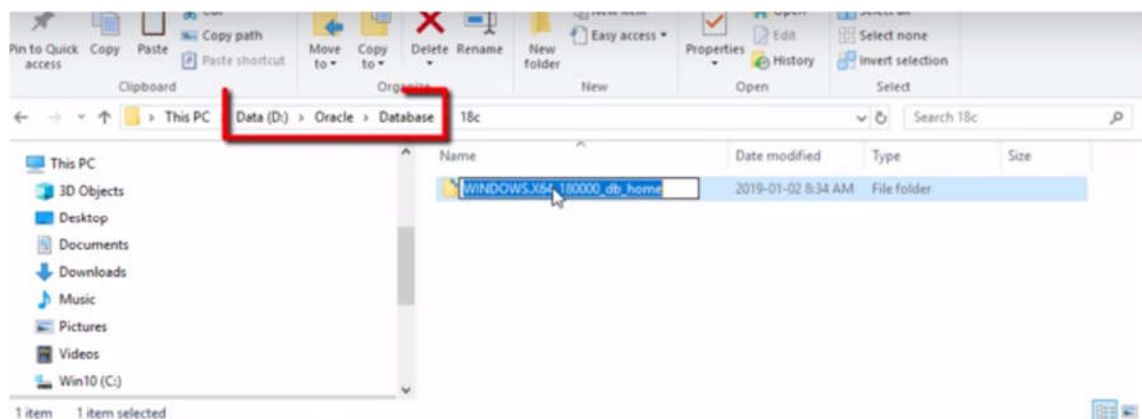 Copy path
Paste shortcut
Pin to Quick access
Copy
Paste
Move to
Copy to
Delete
Rename
New folder
Easy access
Properties
Open
Edit
History
Select none
Invert selection
Clipboard
New
Open
Select
This PC
Data (D:) > Oracle > Database
18c
Search 18c
Name
Date modified
Type
Size
WINDOWS.X64_180000_db_home
2019-01-02 8:34 AM
File folder
This PC
3D Objects
Desktop
Documents
Downloads
Music
Pictures
Videos
Win10 (C:)
1 item
1 item selected